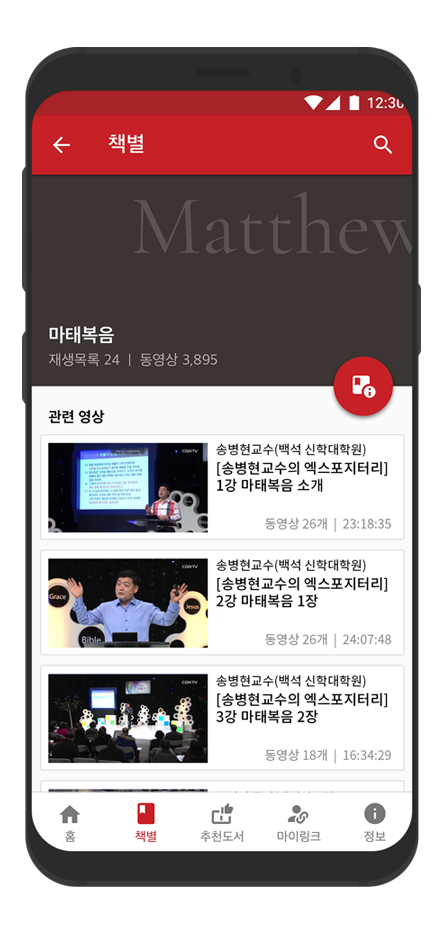 12:30
책별
Matthew
마태복음
재생목록 24 | 동영상 3,895
관련 영상
CGNTV
송병현교수(백석 신학대학원)
[송병현교수의 엑스포지터리]
1강 마태복음 소개
동영상 26개 | 23:18:35
CGNTV
Grace
Jesus
Bible
송병현교수(백석 신학대학원)
[송병현교수의 엑스포지터리]
2강 마태복음 1장
동영상 26개 | 24:07:48
CGNTV
송병현교수(백석 신학대학원)
[송병현교수의 엑스포지터리]
3강 마태복음 2장
동영상 18개 | 16:34:29
홈
책별
추천도서
마이링크
정보